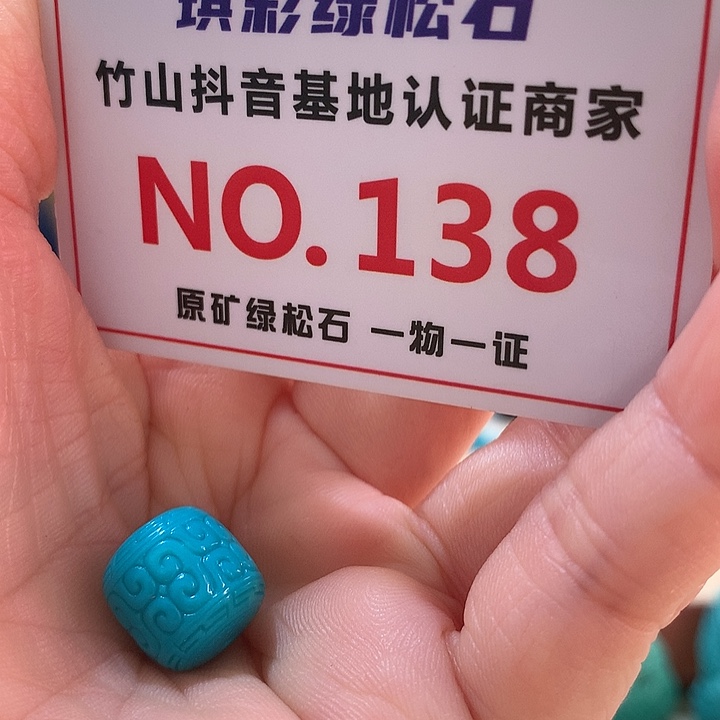 琪彩绿松石
竹山抖音基地认证商家
NO.138
原矿绿松石 一物一证